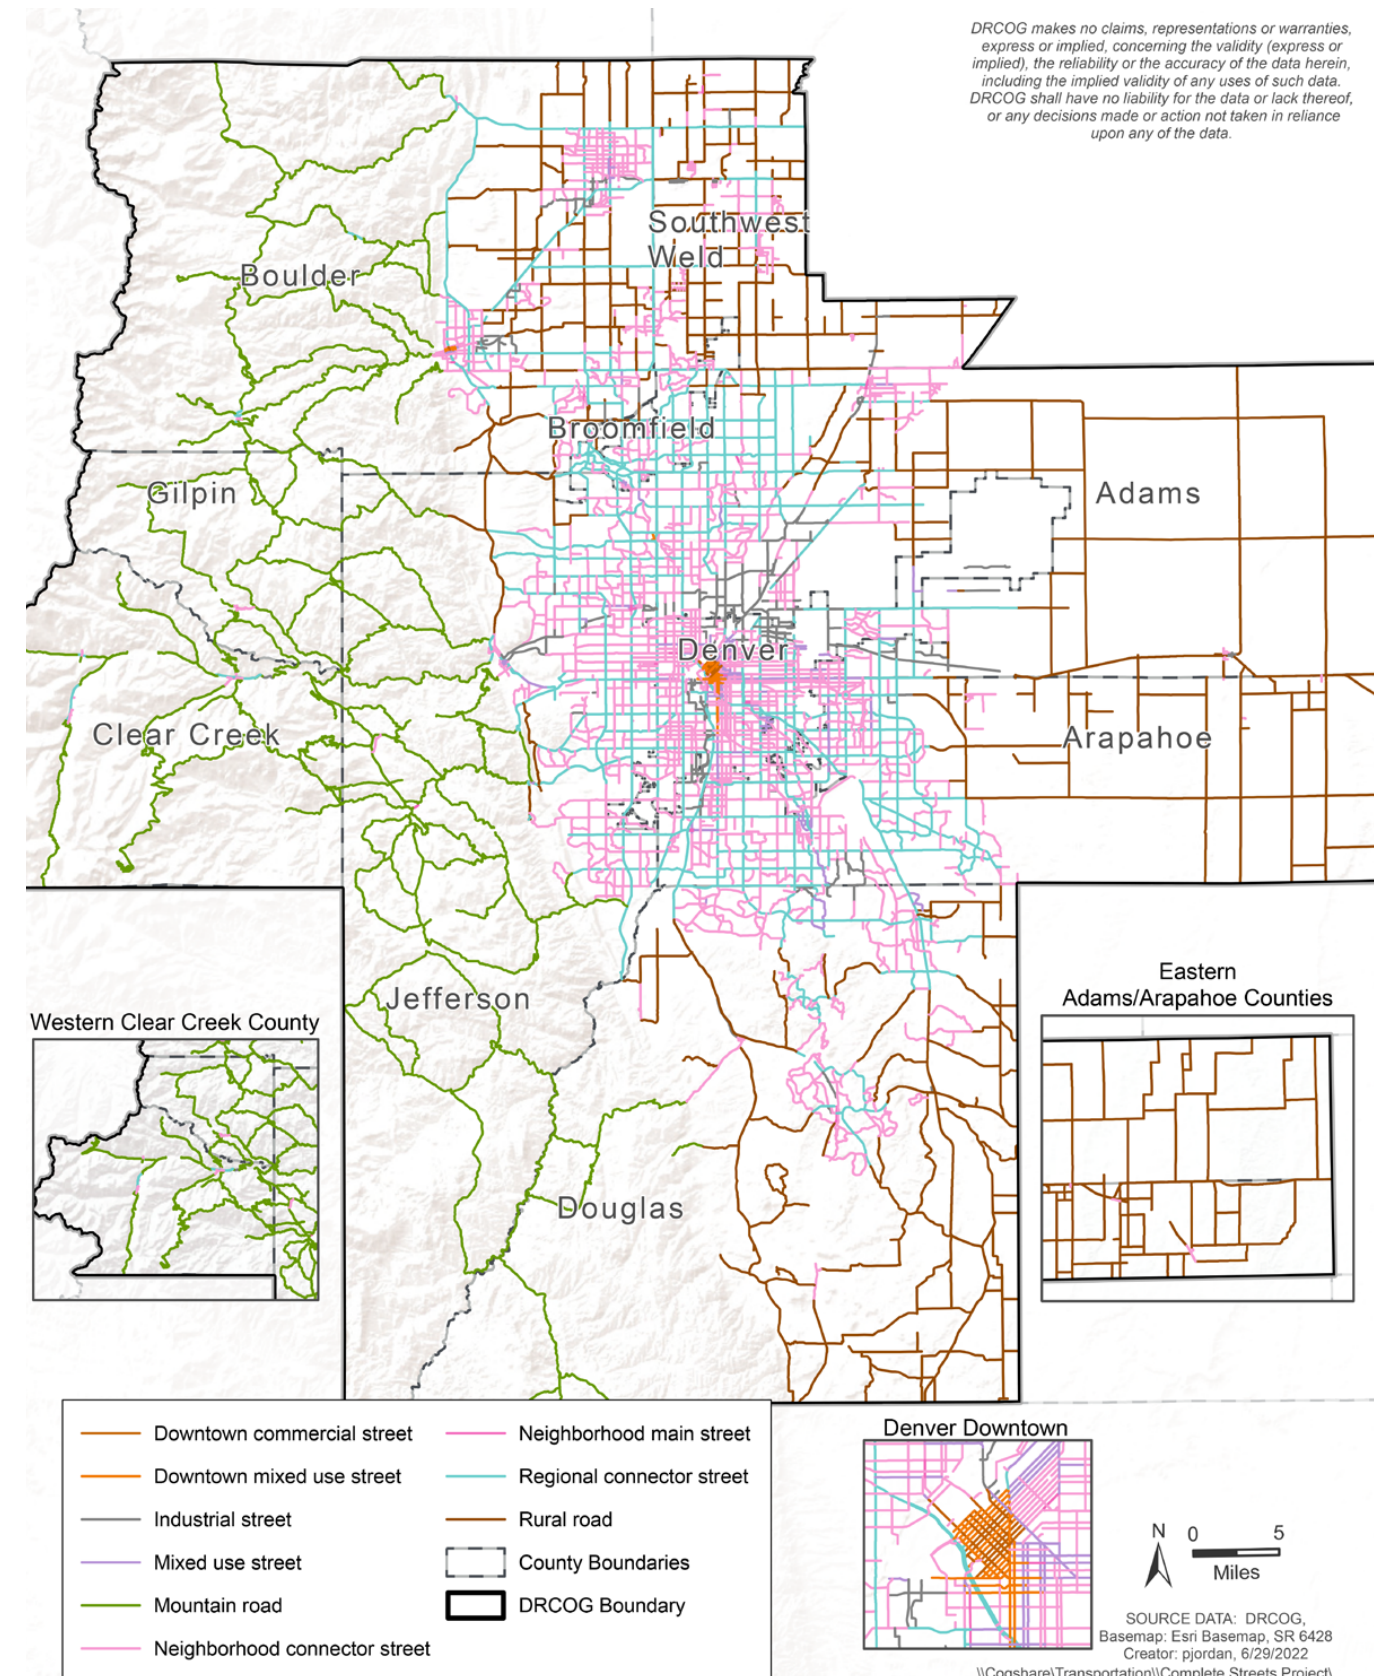 DRCOG makes no claims, representations or warranties,
express or implied, concerning the validity (express or
implied), the reliability or the accuracy of the data herein,
including the implied validity of any uses of such data.
DRCOG shall have no liability for the data or lack thereof,
or any decisions made or action not taken in reliance
upon any of the data.
Southwest
Weld
Boulder
Broomfield
Gilpin
Adams
Denver
Clear Creek
Arapahoe
Jefferson
Eastern
Adams/Arapahoe Counties
Western Clear Creek County
Douglas
Downtown commercial street
Downtown mixed use street
Industrial street
Mixed use street
Mountain road
Neighborhood connector street
Neighborhood main street
Regional connector street
Rural road
County Boundaries
DRCOG Boundary
Denver Downtown
N
0 5
Miles
SOURCE DATA: DRCOG,
Basemap: Esri Basemap, SR 6428
Creator: pjordan, 6/29/2022
\\Cogshare\Transportation\\Complete Streets Project\